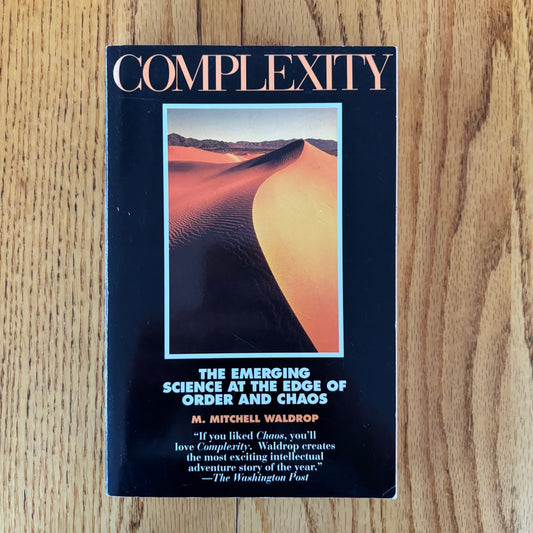 COMPLEXITY
THE EMERGING
SCIENCE AT THE EDGE OF
ORDER AND CHAOS
M. MITCHELL WALDROP
“If you liked Chaos, you’ll
love Complexity. Waldrop creates
the most exciting intellectual
adventure story of the year.”
—The Washington Post